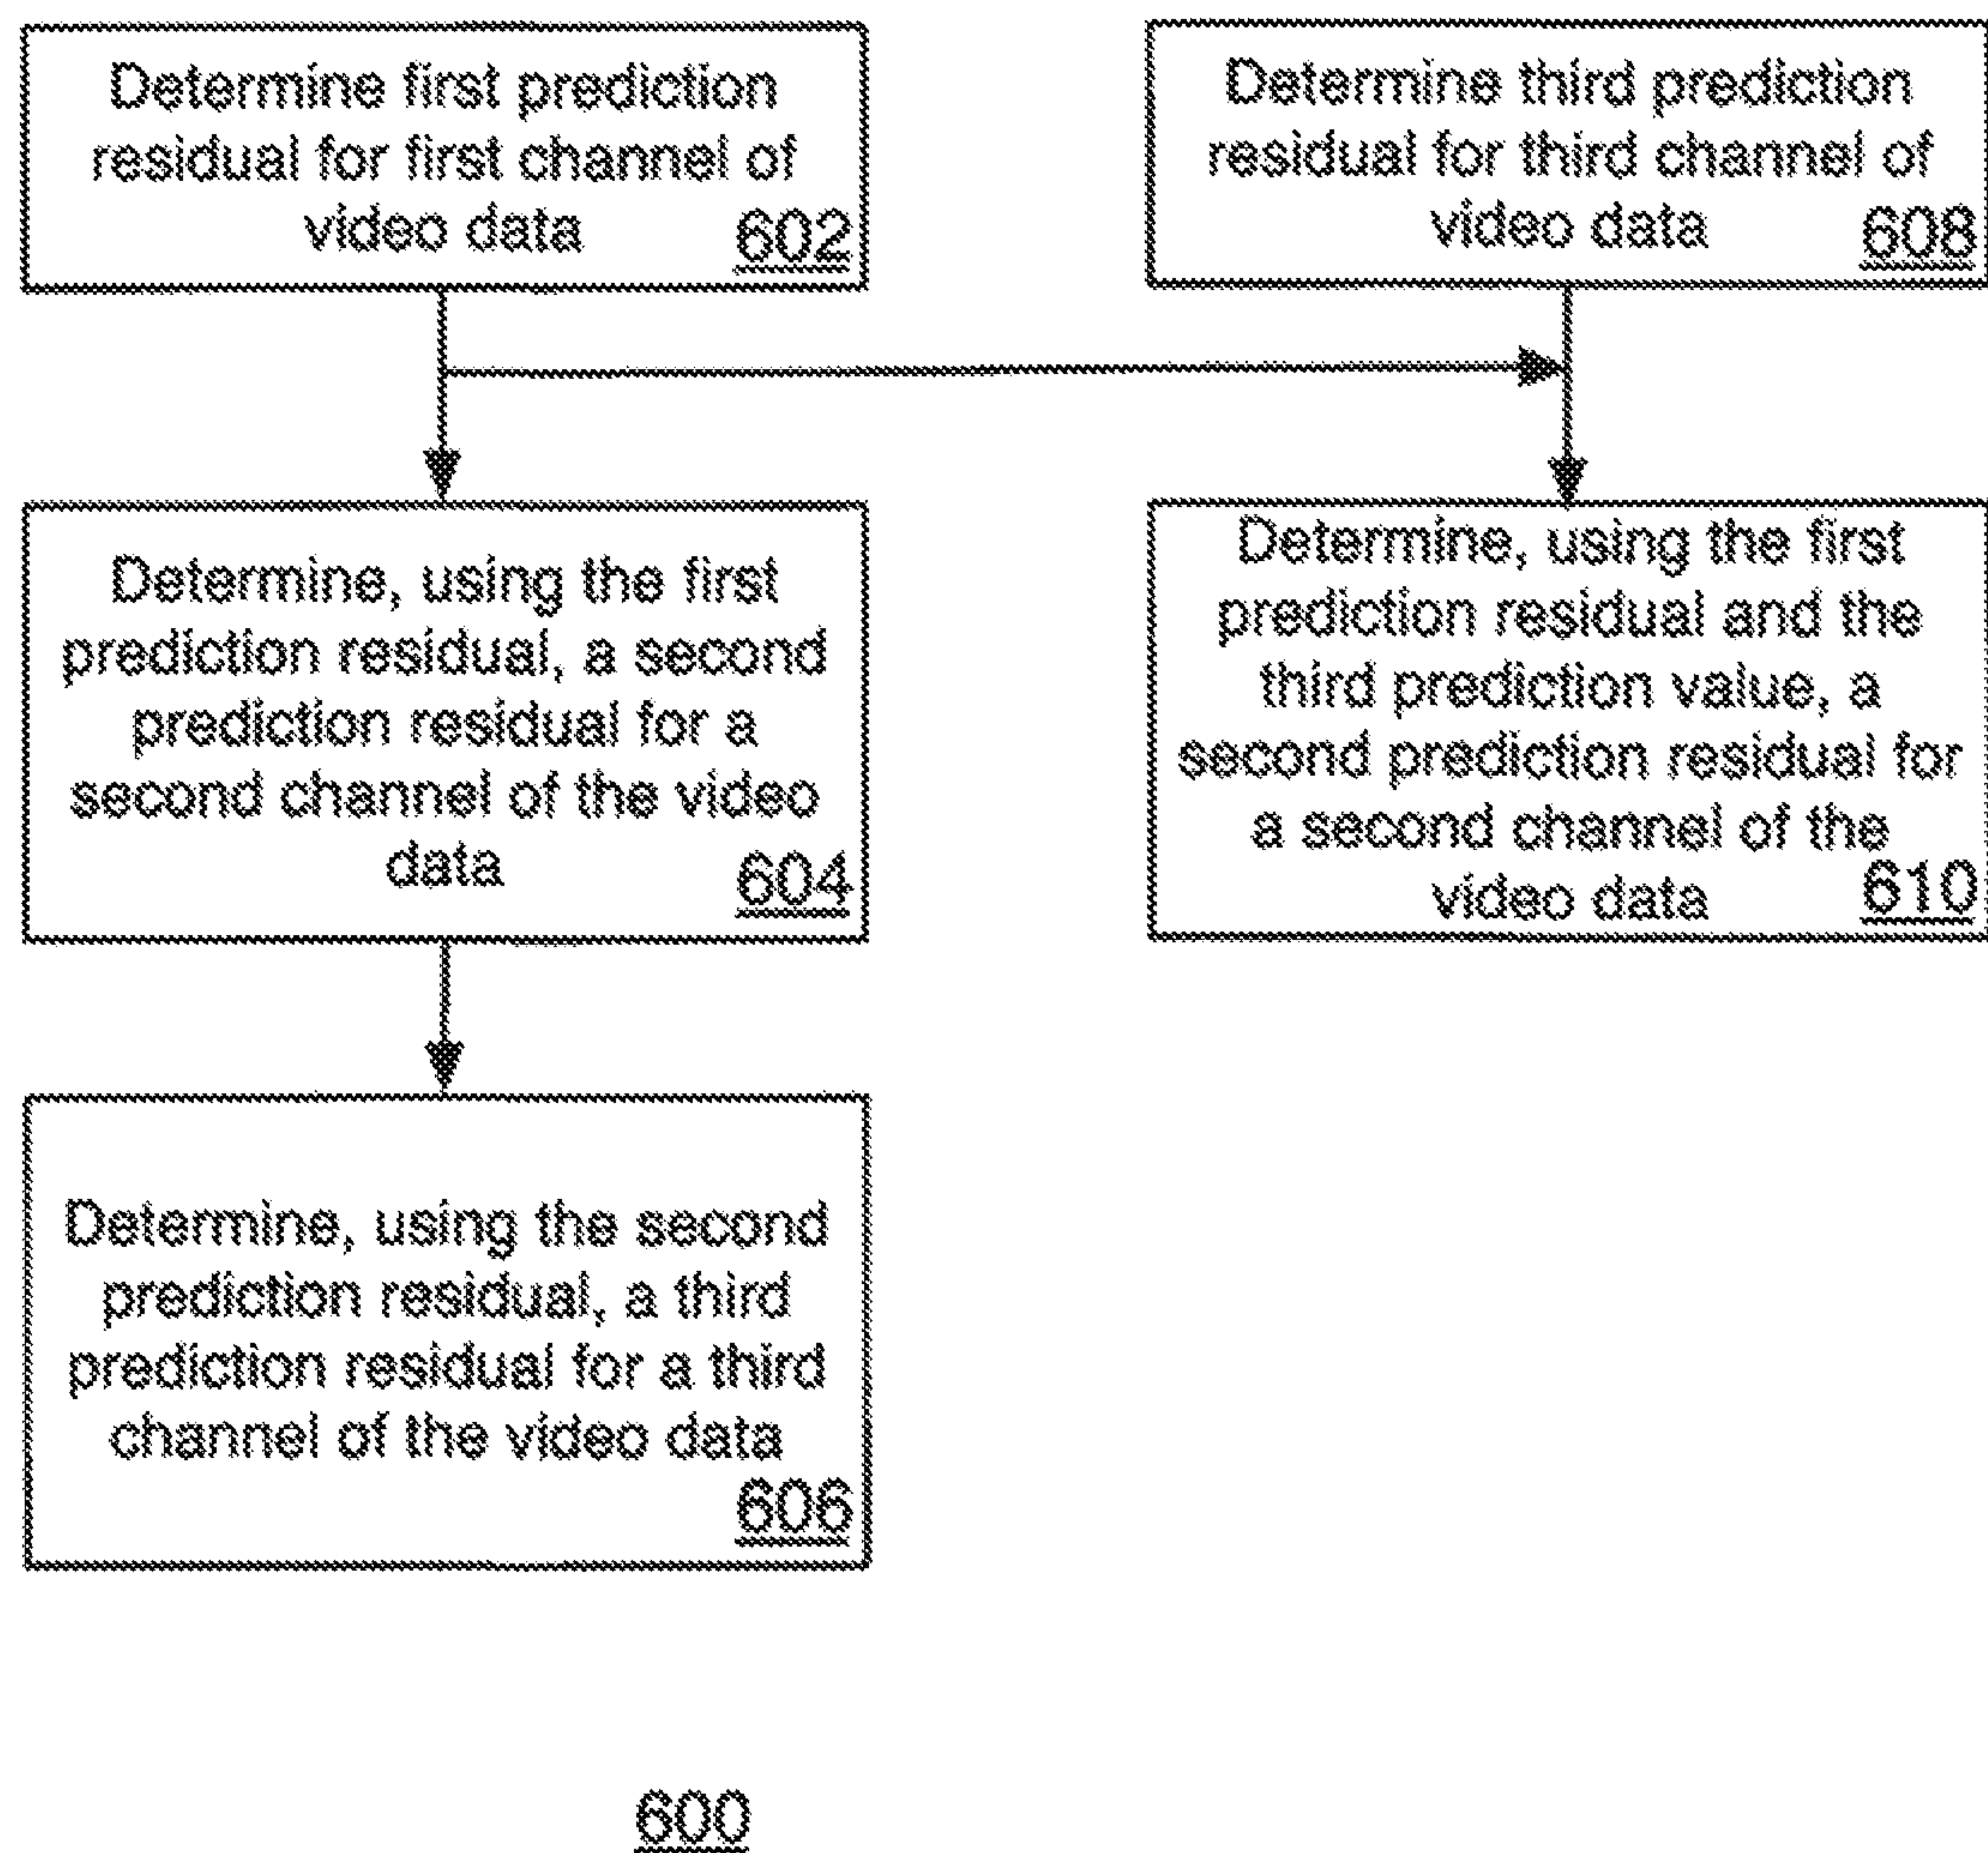 Determine first prediction
residual for first channel of
video data
602
Determine third prediction
residual for third channel of
video data
608
Determine, using the first
prediction residual, a second
prediction residual for a
second channel of the video
data
604
Determine, using the first
prediction residual and the
third prediction value, a
second prediction residual for
a second channel of the
video data
610
Determine, using the second
prediction residual, a third
prediction residual for a third
channel of the video data
606
600